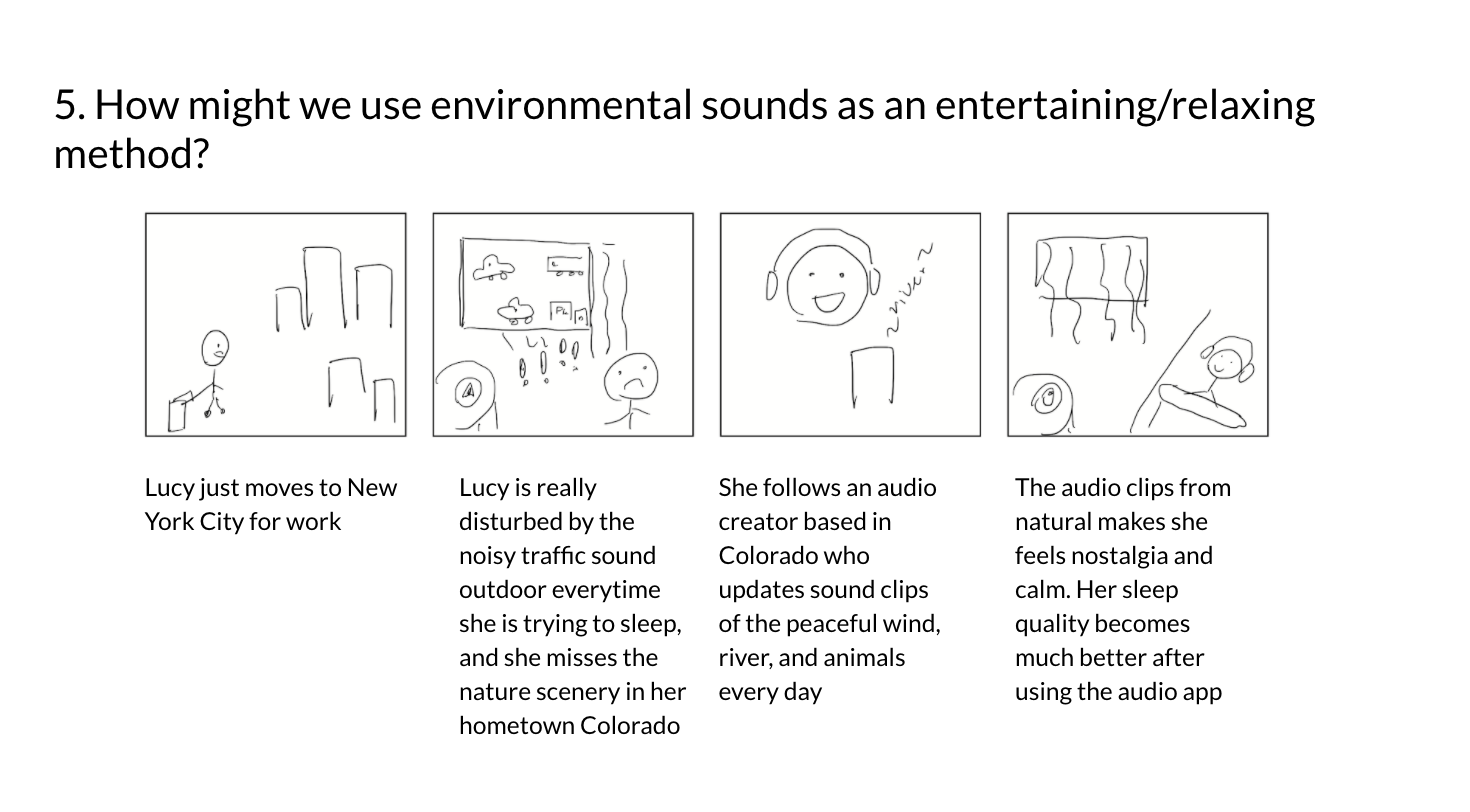 5. How might we use environmental sounds as an entertaining/relaxing
method?
Lucy just moves to New
York City for work
Lucy is really
disturbed by the
noisy traffic sound
outdoor everytime
she is trying to sleep,
and she misses the
nature scenery in her
hometown Colorado
She follows an audio
creator based in
Colorado who
updates sound clips
of the peaceful wind,
river, and animals
every day
The audio clips from
natural makes she
feels nostalgia and
calm. Her sleep
quality becomes
much better after
using the audio app